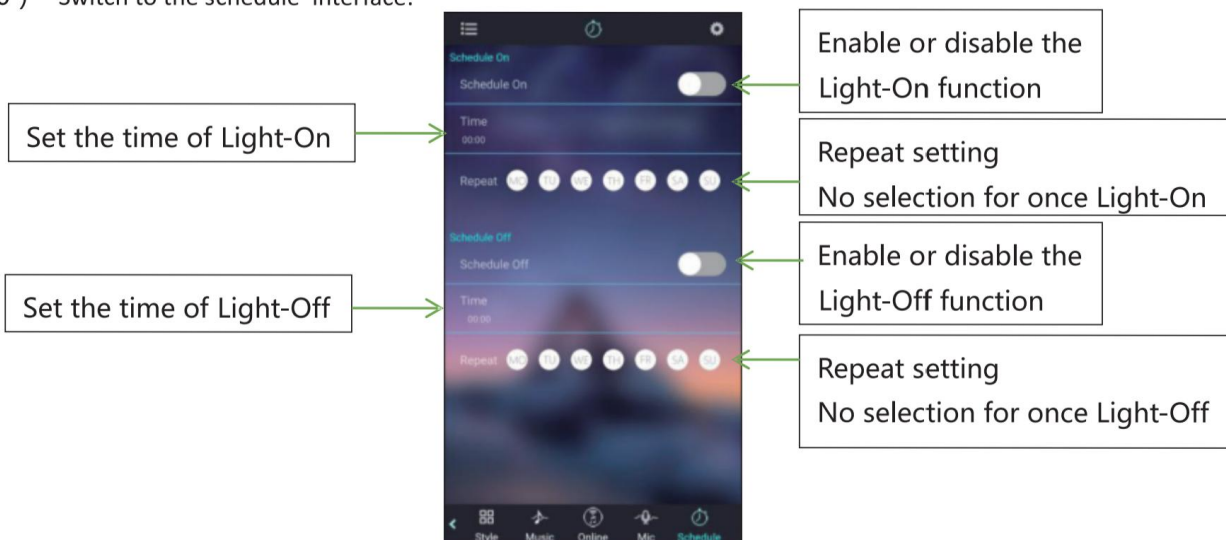 Switch to the schedule interface.
Schedule On
Schedule On
Enable or disable the
Light-On function
Set the time of Light-On
Time
00:00
Repeat setting
No selection for once Light-On
Repeat MO TU WE TH FR SA SU
Schedule Off
Schedule Off
Enable or disable the
Light-Off function
Set the time of Light-Off
Time
00:00
Repeat MO TU WE TH FR SA SU
Repeat setting
No selection for once Light-Off
Style Music Online Mic Schedule